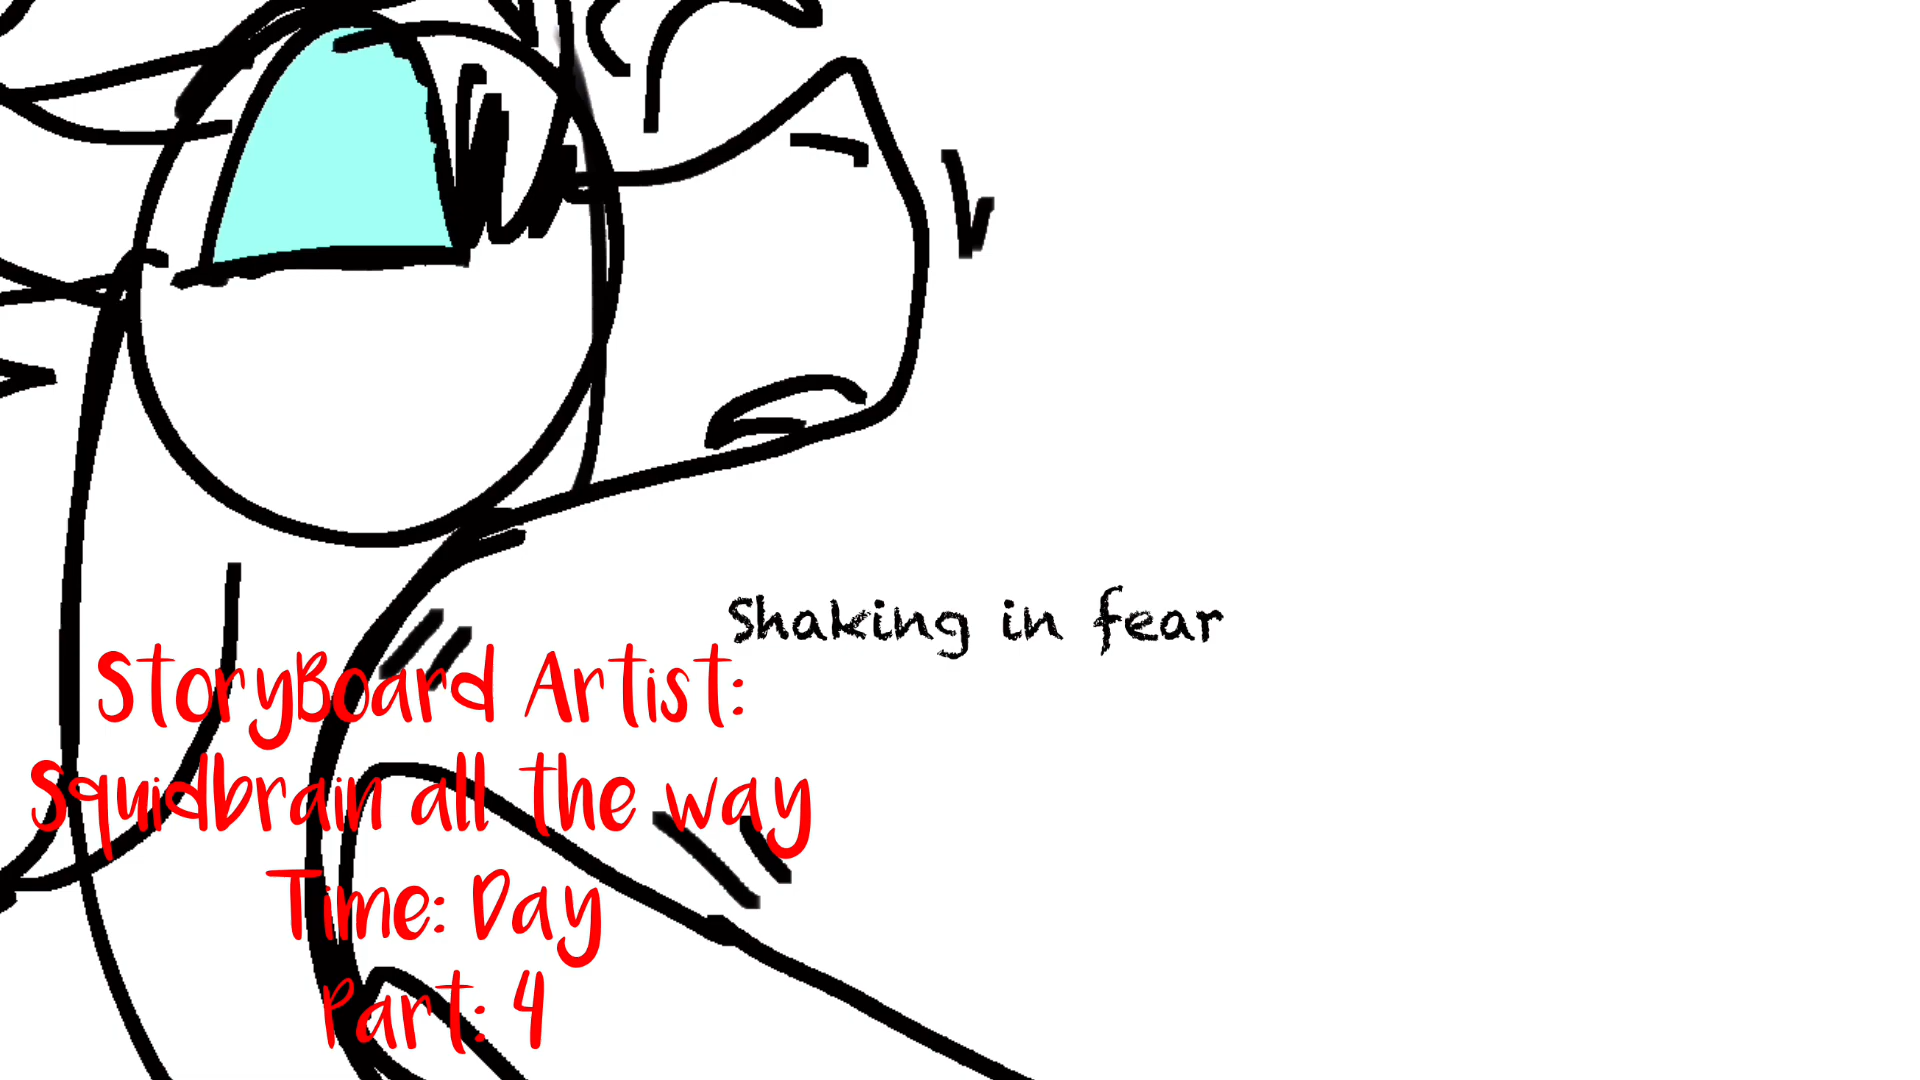 Shaking in fear
StoryBoard Artist:
Squidbrain all the way
Time: Day
Part: 4